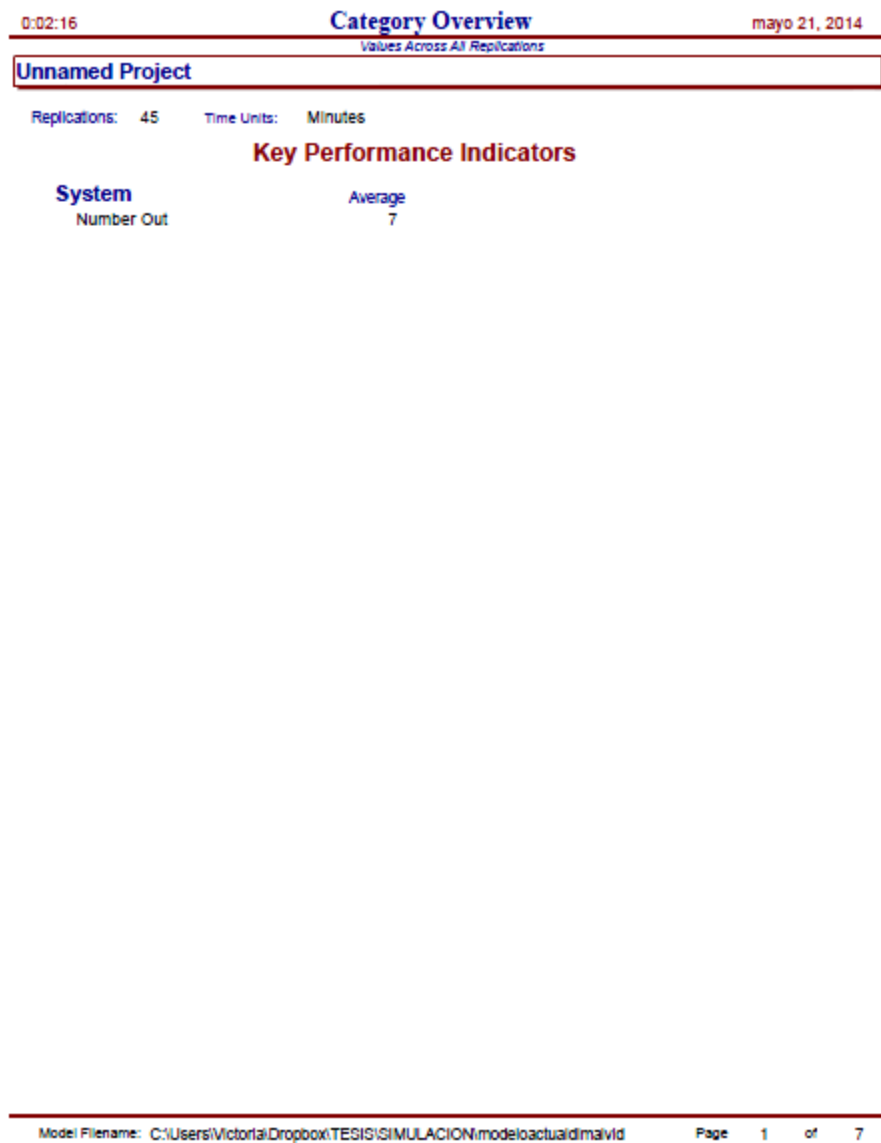 0:02:16 Category Overview mayo 21, 2014
Values Across All Replications
Unnamed Project
Replications: 45 Time Units: Minutes
Key Performance Indicators
System Average
Number Out 7
Model Filename: C:\Users\Victoria\Dropbox\TESIS\SIMULACION\modeloactualdimalvid Page 1 of 7